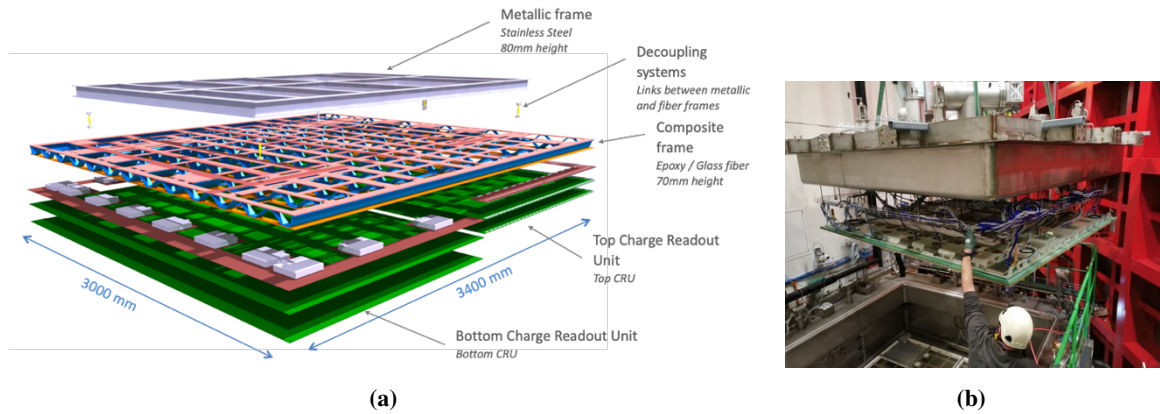 Metallic frame
Stainless Steel
80mm height
Decoupling
systems
Links between metallic
and fiber frames
Composite
frame
Epoxy / Glass fiber
70mm height
Top Charge Readout
Unit
Top CRU
3000 mm
3400 mm
Bottom Charge Readout Unit
Bottom CRU
(a)
(b)